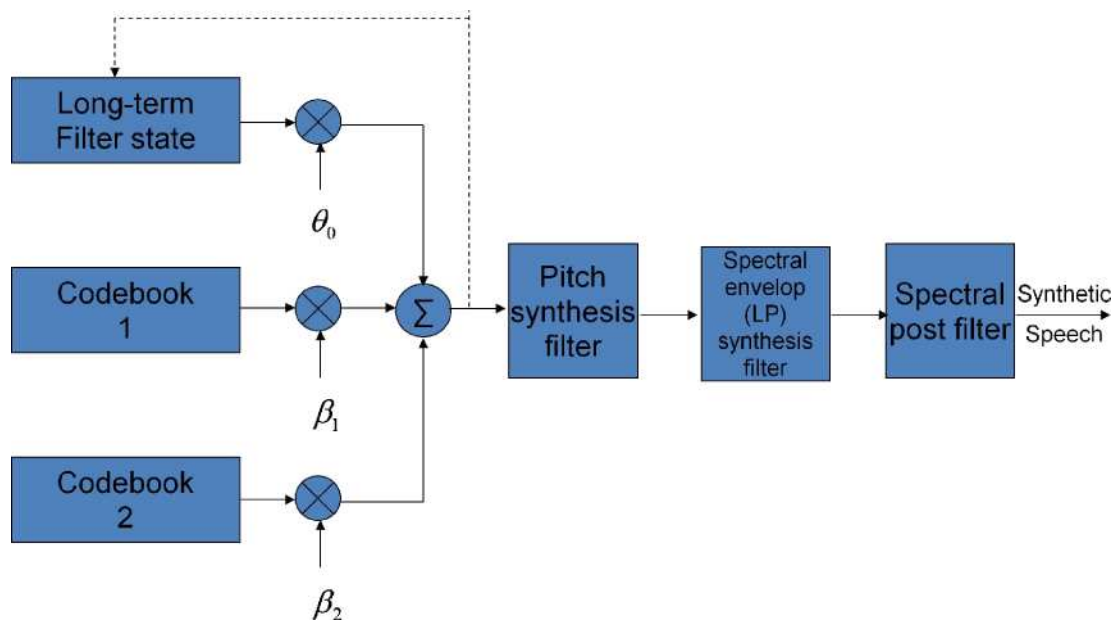 Long-term
Filter state
θ₀
Codebook
1
β₁
Codebook
2
β₂
Σ
Pitch
synthesis
filter
Spectral
envelop
(LP)
synthesis
filter
Spectral
post filter
Synthetic
Speech